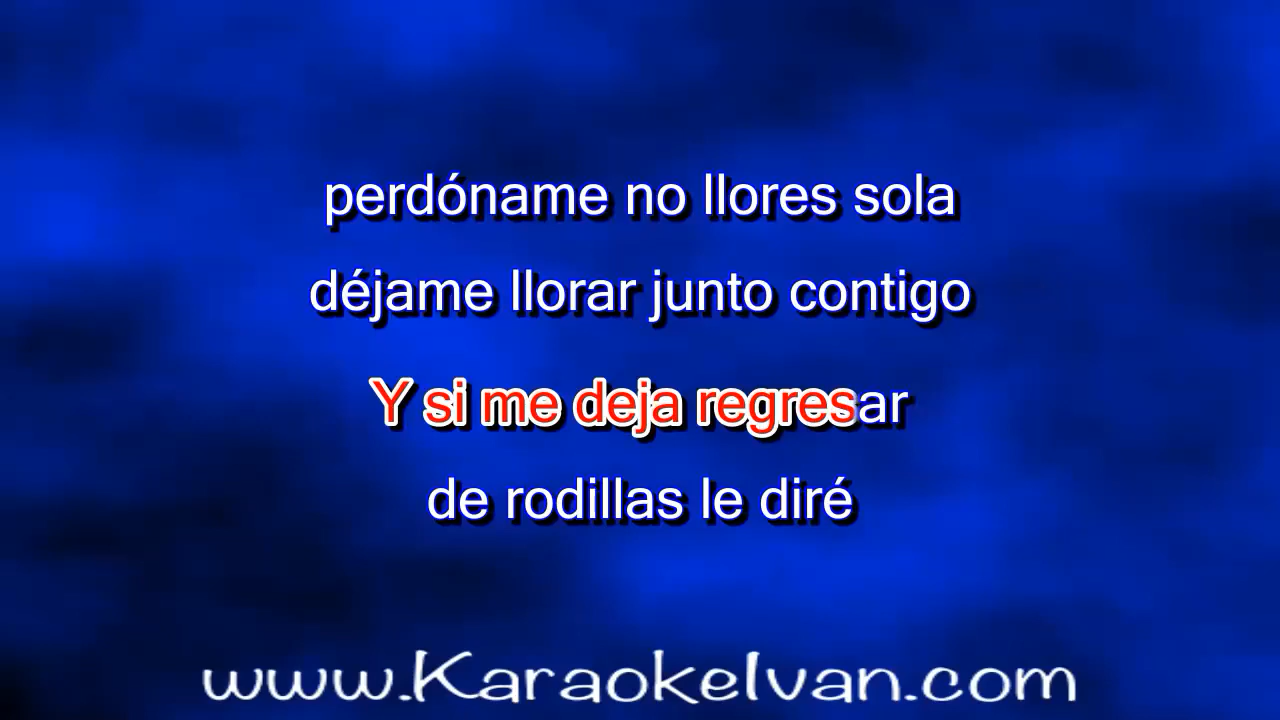 perdóname no llores sola
déjame llorar junto contigo
Y si me deja regresar
de rodillas le diré
www.KaraokeIvan.com